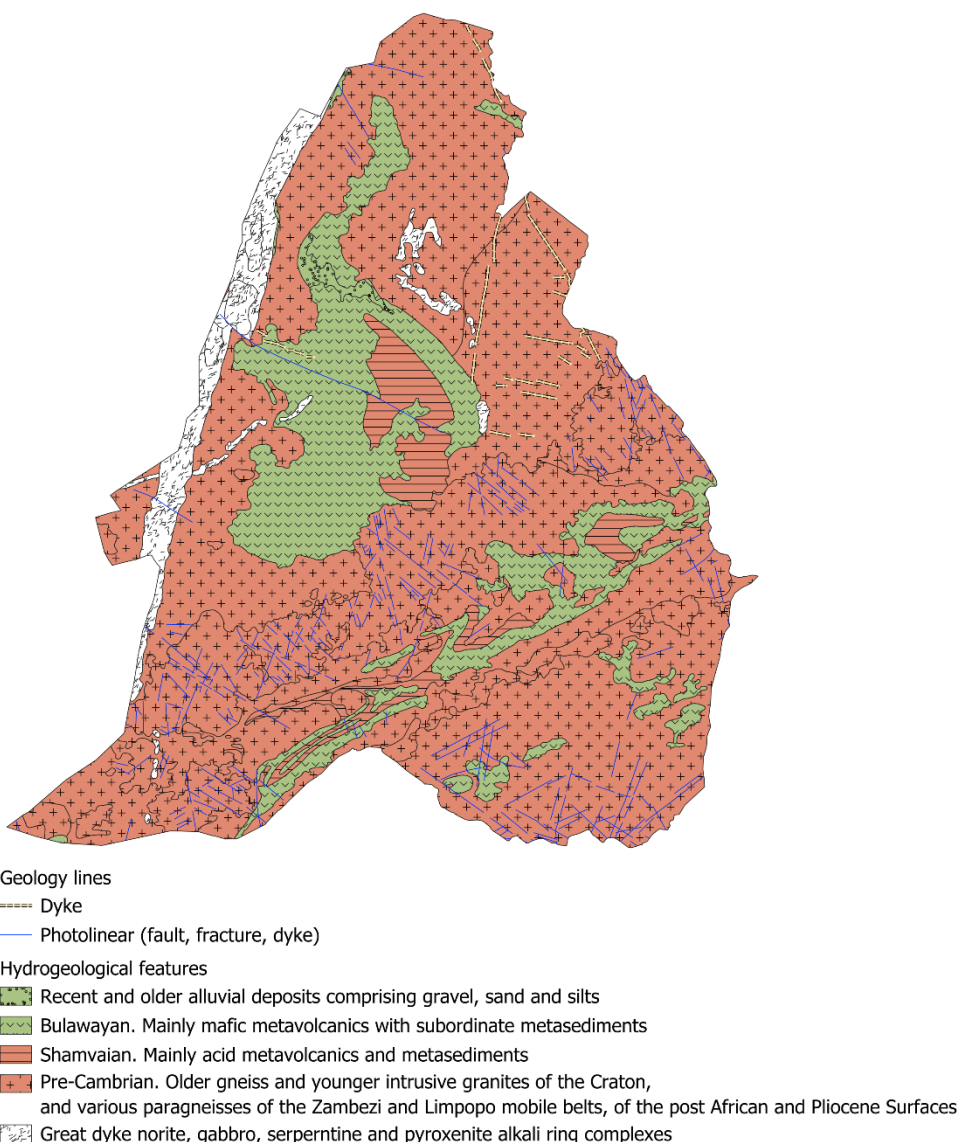 Geology lines
Dyke
Photolinear (fault, fracture, dyke)
Hydrogeological features
Recent and older alluvial deposits comprising gravel, sand and silts
Bulawayan. Mainly mafic metavolcanics with subordinate metasediments
Shamvaian. Mainly acid metavolcanics and metasediments
Pre-Cambrian. Older gneiss and younger intrusive granites of the Craton,
and various paragneisses of the Zambezi and Limpopo mobile belts, of the post African and Pliocene Surfaces
Great dyke norite, gabbro, serperntine and pyroxenite alkali ring complexes